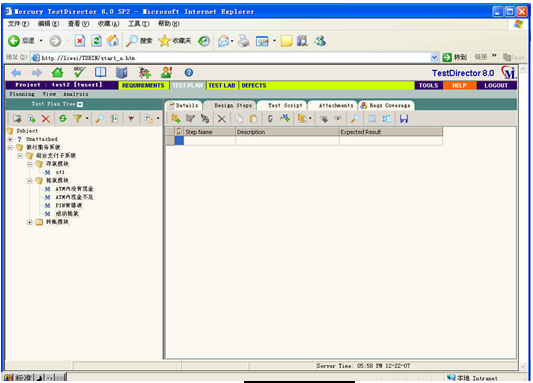 Mercury TestDirector 8.0 SP2 - Microsoft Internet Explorer
文件(F) 编辑(E) 查看(V) 收藏(A) 工具(T) 帮助(H)
后退 搜索 收藏夹
地址(D) http://liwei/TDBIN/start_a.htm 转到 链接 »
TestDirector 8.0
Project : test2 [tuser1] REQUIREMENTS TEST PLAN TEST LAB DEFECTS TOOLS HELP LOGOUT
Planning View Analysis
Test Plan Tree
Details Design Steps Test Script Attachments Reqs Coverage
Step Name Description Expected Result
Subject
? Unattached
银行服务系统
前台支付子系统
存款模块
M st1
取款模块
M ATM内没有现金
M ATM内现金不足
M PIN有错误
M 成功取款
转账模块
Server Time: 05:58 PM 12-22-07
标准
本地 Intranet